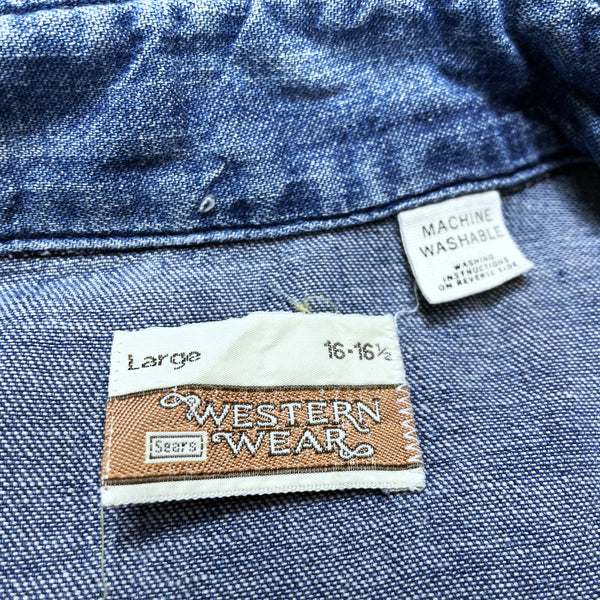 MACHINE
WASHABLE
WASHING
INSTRUCTIONS
ON REVERSE SIDE
Large 16-16½
WESTERN
Sears WEAR